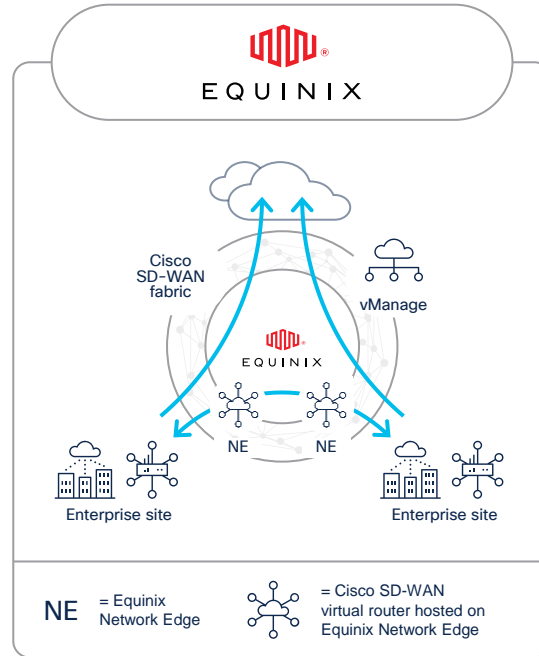 EQUINIX
Cisco
SD-WAN
fabric
vManage
EQUINIX
NE
NE
Enterprise site
Enterprise site
NE
= Equinix
Network Edge
= Cisco SD-WAN
virtual router hosted on
Equinix Network Edge